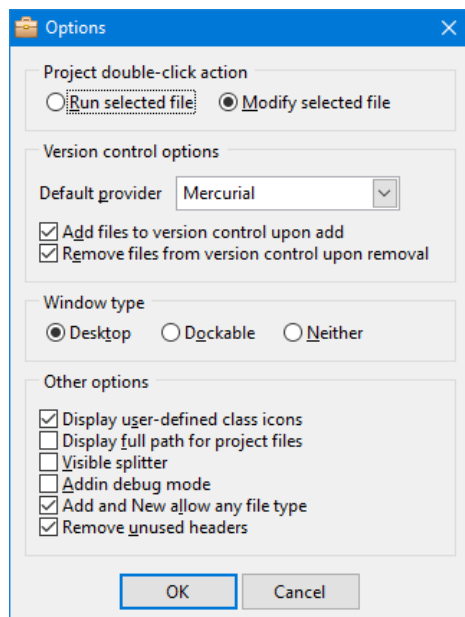 Options
Project double-click action
Run selected file Modify selected file
Version control options
Default provider Mercurial
Add files to version control upon add
Remove files from version control upon removal
Window type
Desktop Dockable Neither
Other options
Display user-defined class icons
Display full path for project files
Visible splitter
Addin debug mode
Add and New allow any file type
Remove unused headers
OK Cancel